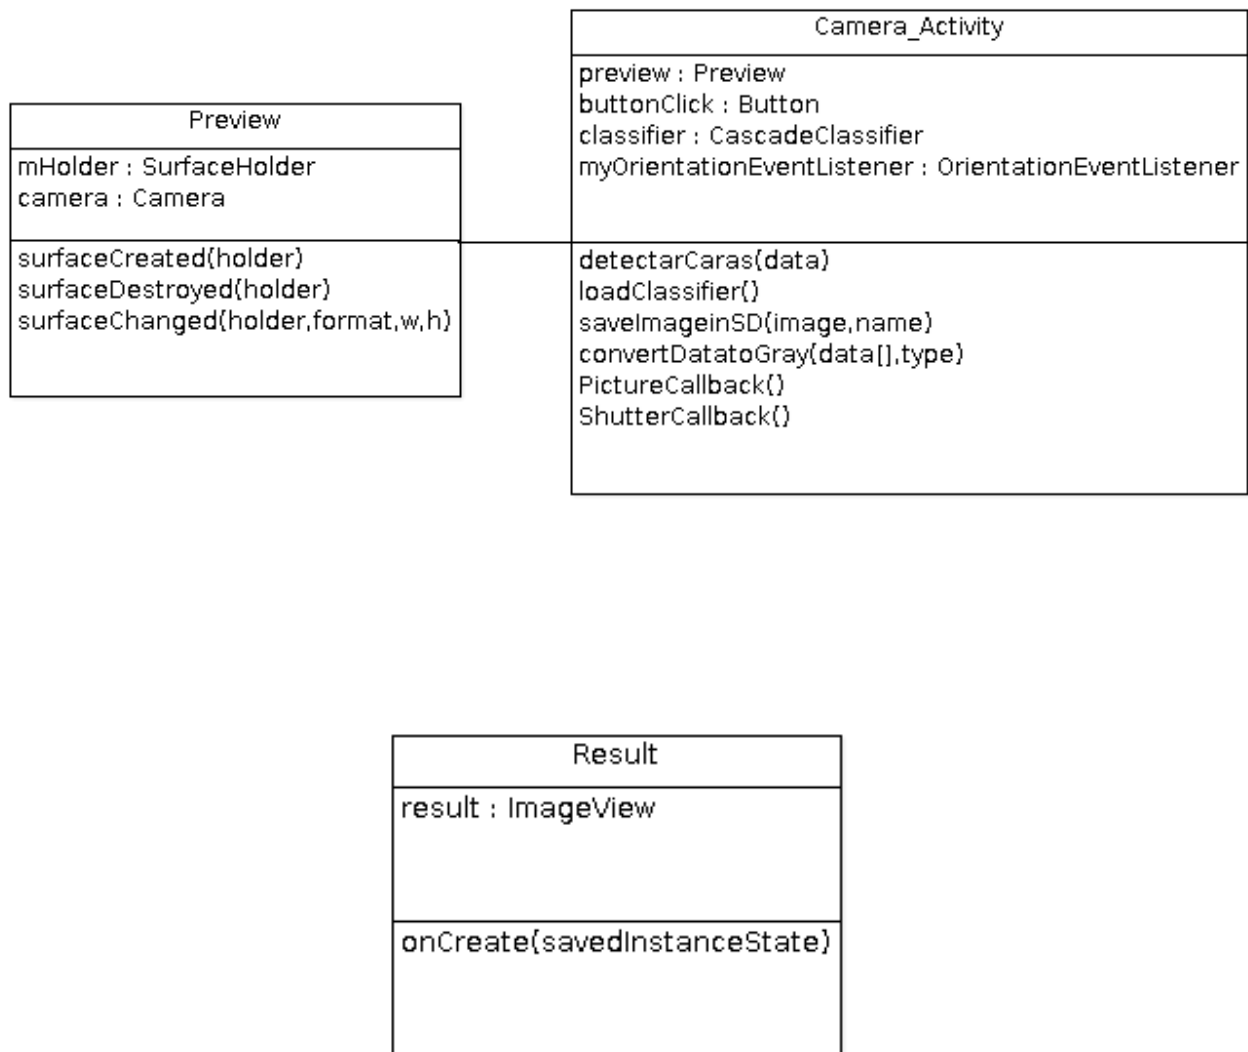 Preview
mHolder : SurfaceHolder
camera : Camera
surfaceCreated(holder)
surfaceDestroyed(holder)
surfaceChanged(holder,format,w,h)
Camera_Activity
preview : Preview
buttonClick : Button
classifier : CascadeClassifier
myOrientationEventListener : OrientationEventListener
detectarCaras(data)
loadClassifier()
saveImageinSD(image,name)
convertDatatoGray(data[],type)
PictureCallback()
ShutterCallback()
Result
result : ImageView
onCreate(savedInstanceState)